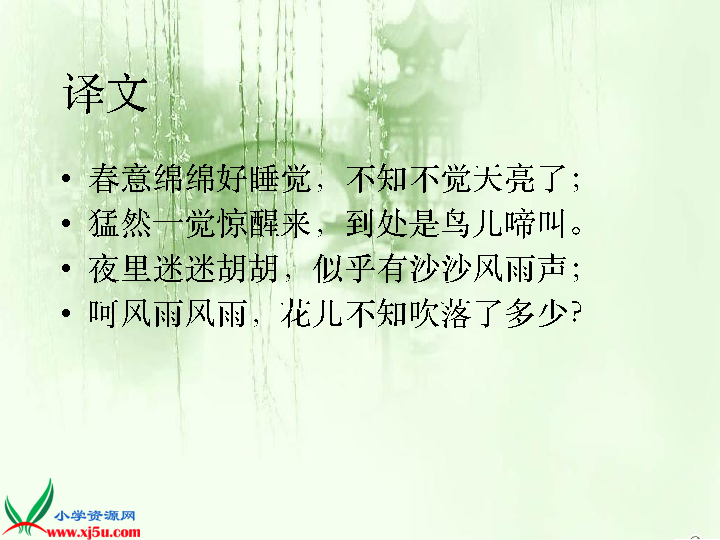 译文
• 春意绵绵好睡觉，不知不觉天亮了；
• 猛然一觉惊醒来，到处是鸟儿啼叫。
• 夜里迷迷胡胡，似乎有沙沙风雨声；
• 呵风雨风雨，花儿不知吹落了多少?
小学资源网
www.xj5u.com